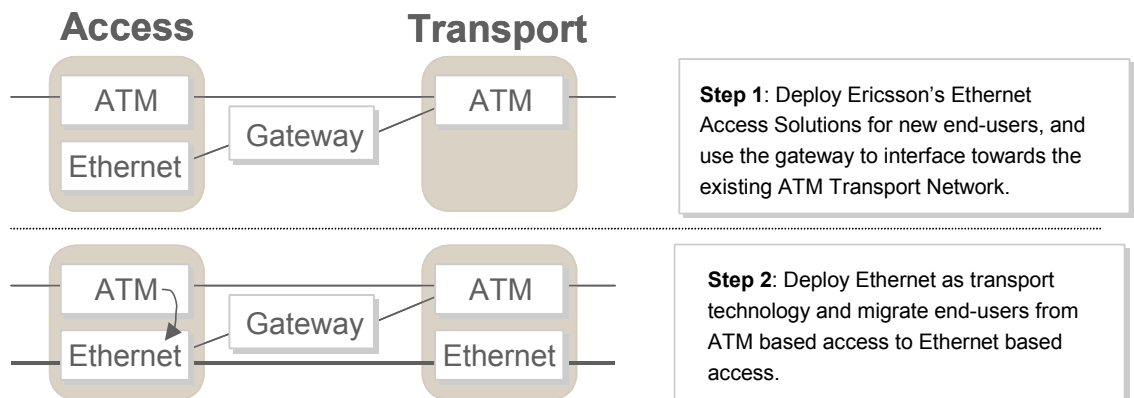 Access
Transport
ATM
ATM
Gateway
Ethernet
Step 1: Deploy Ericsson's Ethernet
Access Solutions for new end-users, and
use the gateway to interface towards the
existing ATM Transport Network.
ATM
ATM
Gateway
Ethernet
Ethernet
Step 2: Deploy Ethernet as transport
technology and migrate end-users from
ATM based access to Ethernet based
access.